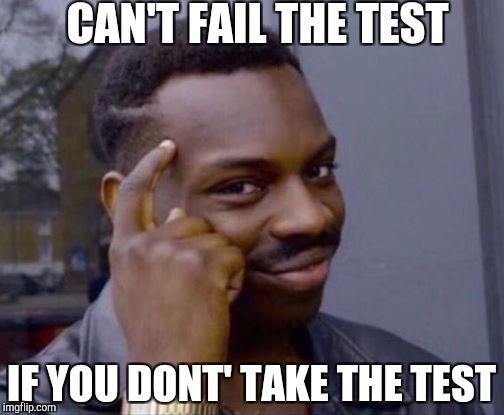 CAN'T FAIL THE TEST
IF YOU DONT' TAKE THE TEST
imgflip.com